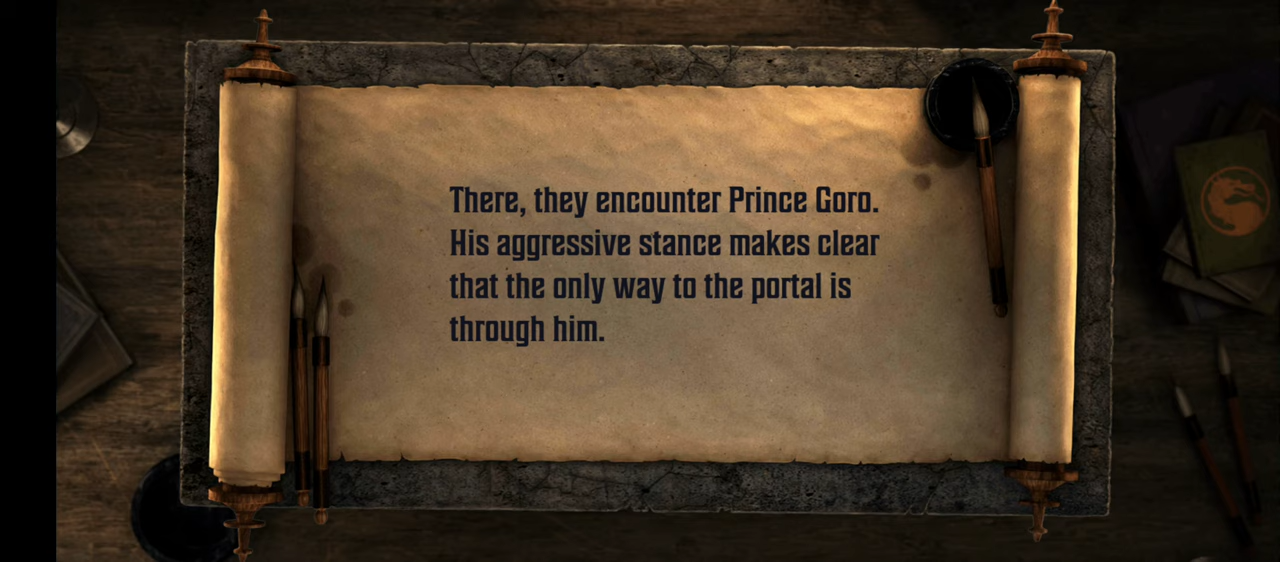 There, they encounter Prince Goro.
His aggressive stance makes clear
that the only way to the portal is
through him.